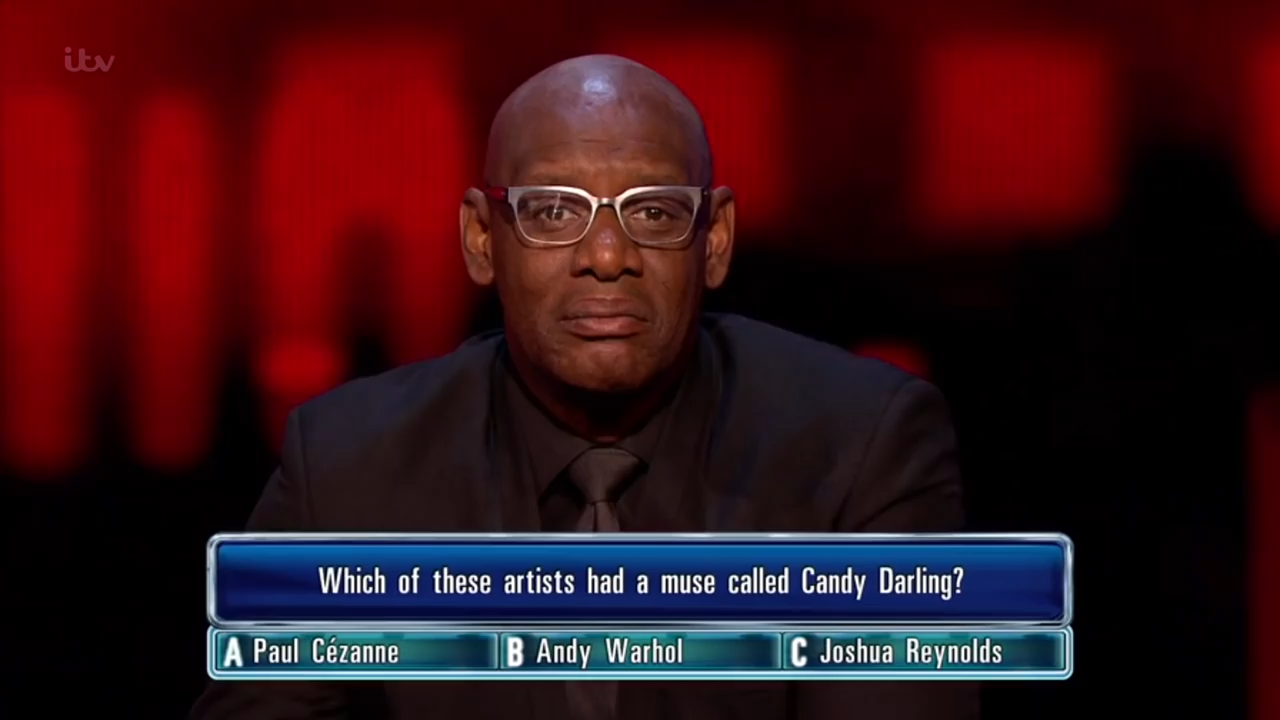 itv
Which of these artists had a muse called Candy Darling?
A Paul Cézanne B Andy Warhol C Joshua Reynolds